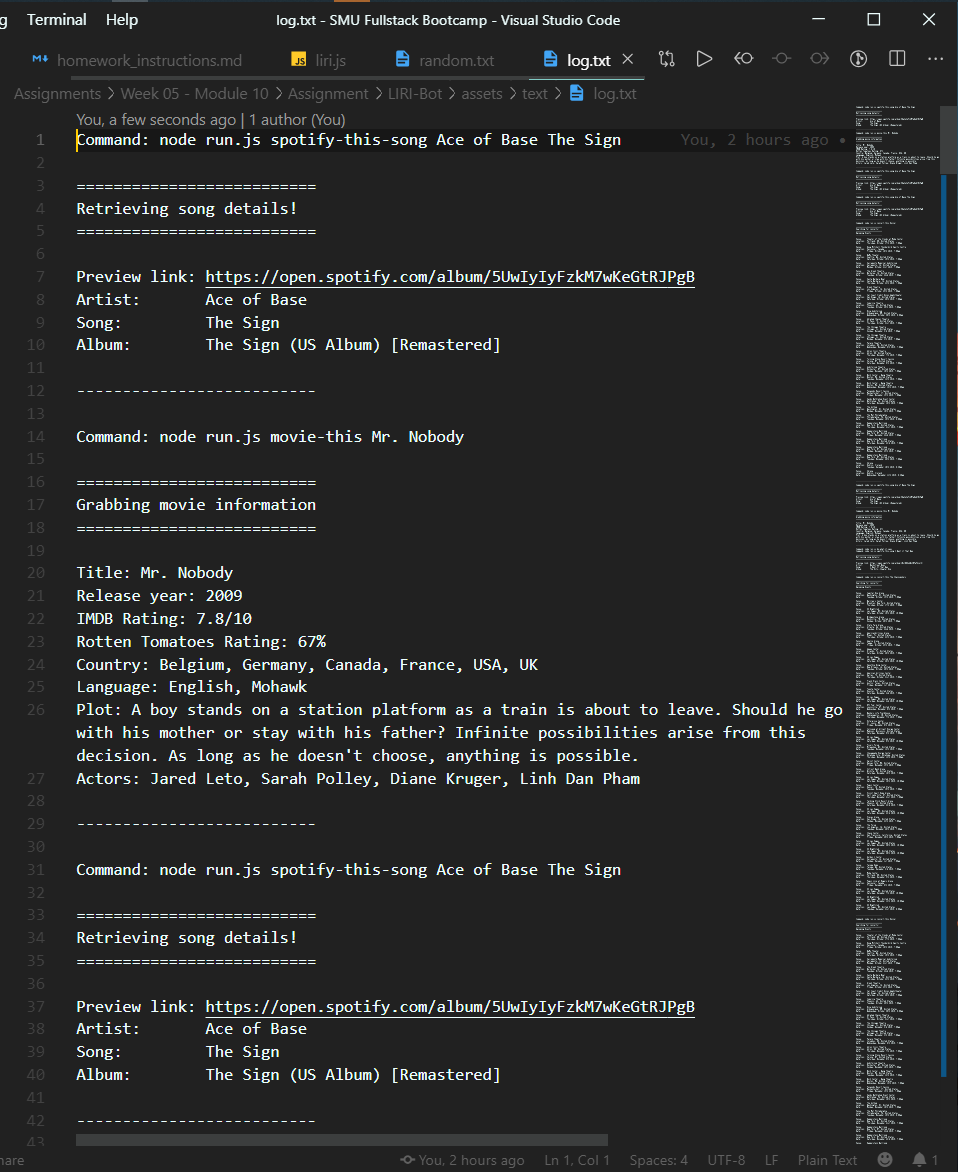 Terminal Help log.txt - SMU Fullstack Bootcamp - Visual Studio Code
homework_instructions.md JS liri.js random.txt log.txt
Assignments > Week 05 - Module 10 > Assignment > LIRI-Bot > assets > text > log.txt
You, a few seconds ago | 1 author (You)
1 Command: node run.js spotify-this-song Ace of Base The Sign You, 2 hours ago •
2
3 ==========================
4 Retrieving song details!
5 ==========================
6
7 Preview link: https://open.spotify.com/album/5UwIyIyFzkM7wKeGtRJPgB
8 Artist: Ace of Base
9 Song: The Sign
10 Album: The Sign (US Album) [Remastered]
11
12 --------------------------
13
14 Command: node run.js movie-this Mr. Nobody
15
16 ==========================
17 Grabbing movie information
18 ==========================
19
20 Title: Mr. Nobody
21 Release year: 2009
22 IMDB Rating: 7.8/10
23 Rotten Tomatoes Rating: 67%
24 Country: Belgium, Germany, Canada, France, USA, UK
25 Language: English, Mohawk
26 Plot: A boy stands on a station platform as a train is about to leave. Should he go
with his mother or stay with his father? Infinite possibilities arise from this
decision. As long as he doesn't choose, anything is possible.
27 Actors: Jared Leto, Sarah Polley, Diane Kruger, Linh Dan Pham
28
29 --------------------------
30
31 Command: node run.js spotify-this-song Ace of Base The Sign
32
33 ==========================
34 Retrieving song details!
35 ==========================
36
37 Preview link: https://open.spotify.com/album/5UwIyIyFzkM7wKeGtRJPgB
38 Artist: Ace of Base
39 Song: The Sign
40 Album: The Sign (US Album) [Remastered]
41
42 --------------------------
43
You, 2 hours ago Ln 1, Col 1 Spaces: 4 UTF-8 LF Plain Text 1